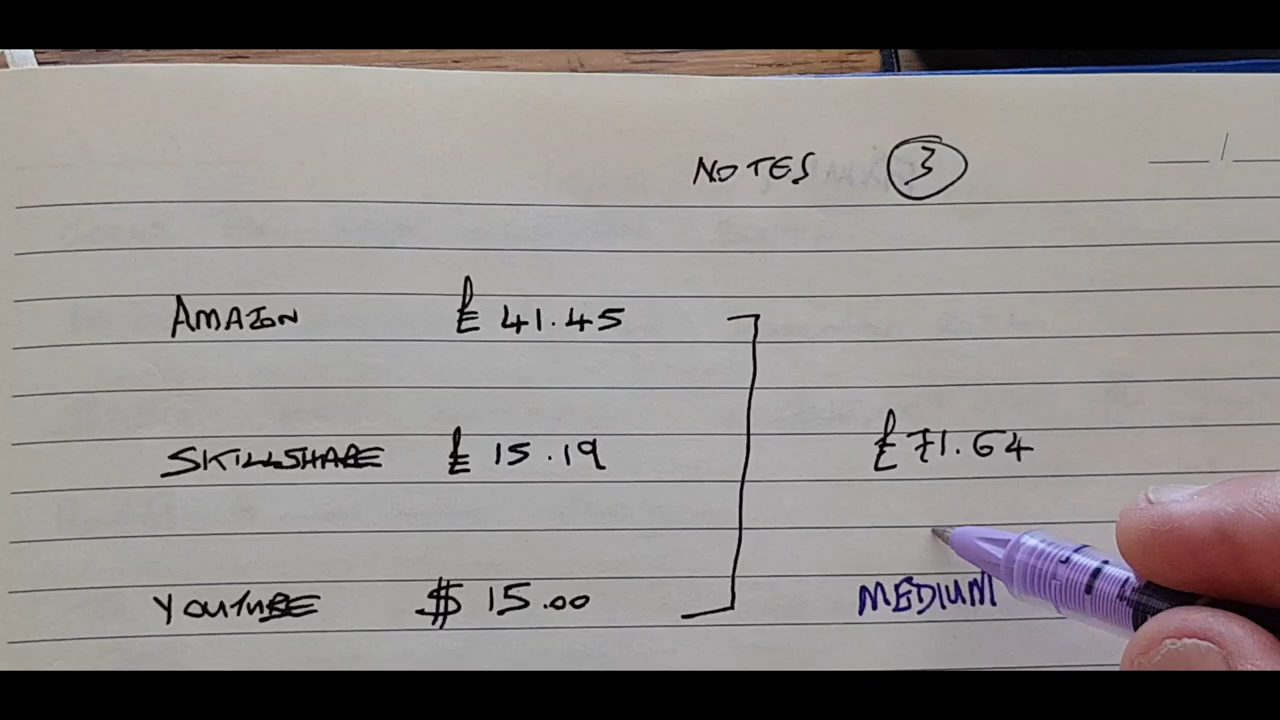 NOTES 3
AMAZON £ 41.45
SKILLSHARE £ 15.19
£71.64
YOUTUBE $ 15.00
MEDIUM